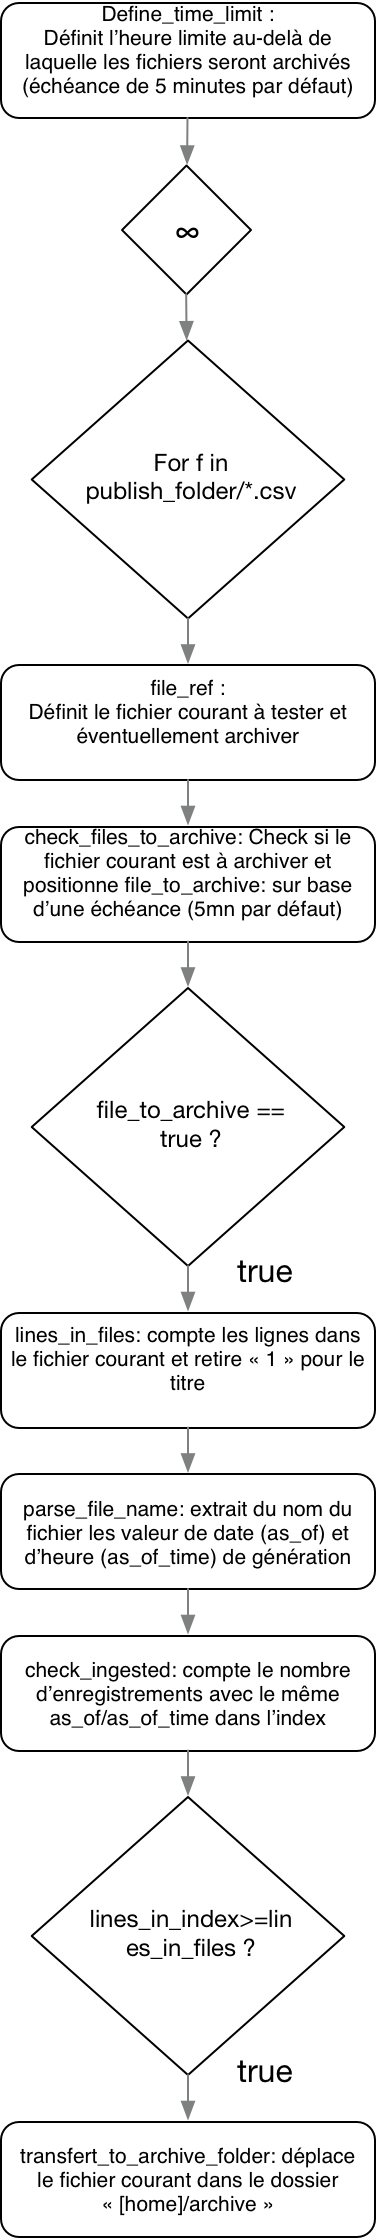 Define_time_limit :
Définit l’heure limite au-delà de
laquelle les fichiers seront archivés
(échéance de 5 minutes par défaut)
∞
For f in
publish_folder/*.csv
file_ref :
Définit le fichier courant à tester et
éventuellement archiver
check_files_to_archive: Check si le
fichier courant est à archiver et
positionne file_to_archive: sur base
d’une échéance (5mn par défaut)
file_to_archive ==
true ?
true
lines_in_files: compte les lignes dans
le fichier courant et retire « 1 » pour le
titre
parse_file_name: extrait du nom du
fichier les valeur de date (as_of) et
d’heure (as_of_time) de génération
check_ingested: compte le nombre
d’enregistrements avec le même
as_of/as_of_time dans l’index
lines_in_index>=lin
es_in_files ?
true
transfert_to_archive_folder: déplace
le fichier courant dans le dossier
« [home]/archive »